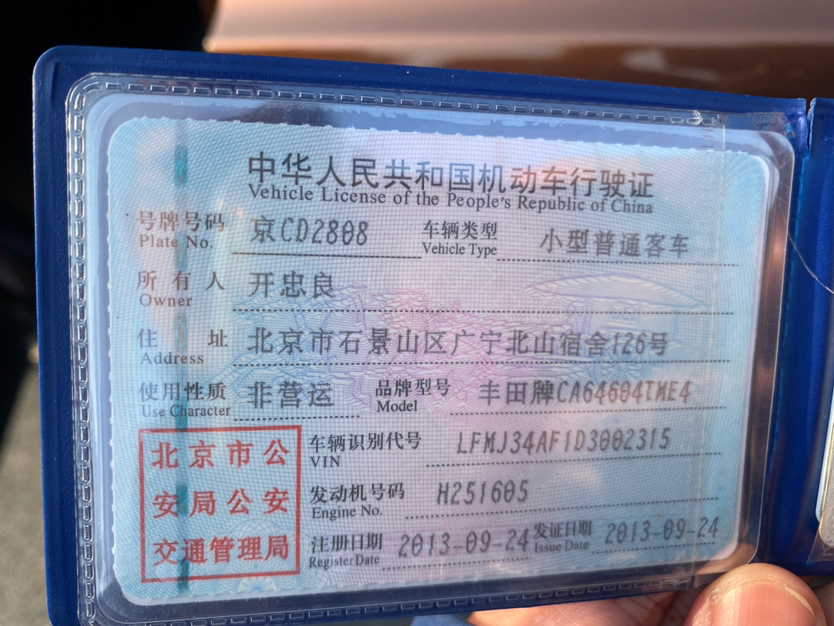 中华人民共和国机动车行驶证
Vehicle License of the People's Republic of China
号牌号码 京CD2808 车辆类型 小型普通客车
Plate No. Vehicle Type
所有人 开忠良
Owner
住址 北京市石景山区广宁北山宿舍126号
Address
使用性质 非营运 品牌型号 丰田牌CA64604TME4
Use Character Model
北京市公安局公安交通管理局
车辆识别代号 LFMJ34AF1D3002315
VIN
发动机号码 H251605
Engine No.
注册日期 2013-09-24 发证日期 2013-09-24
Register Date Issue Date